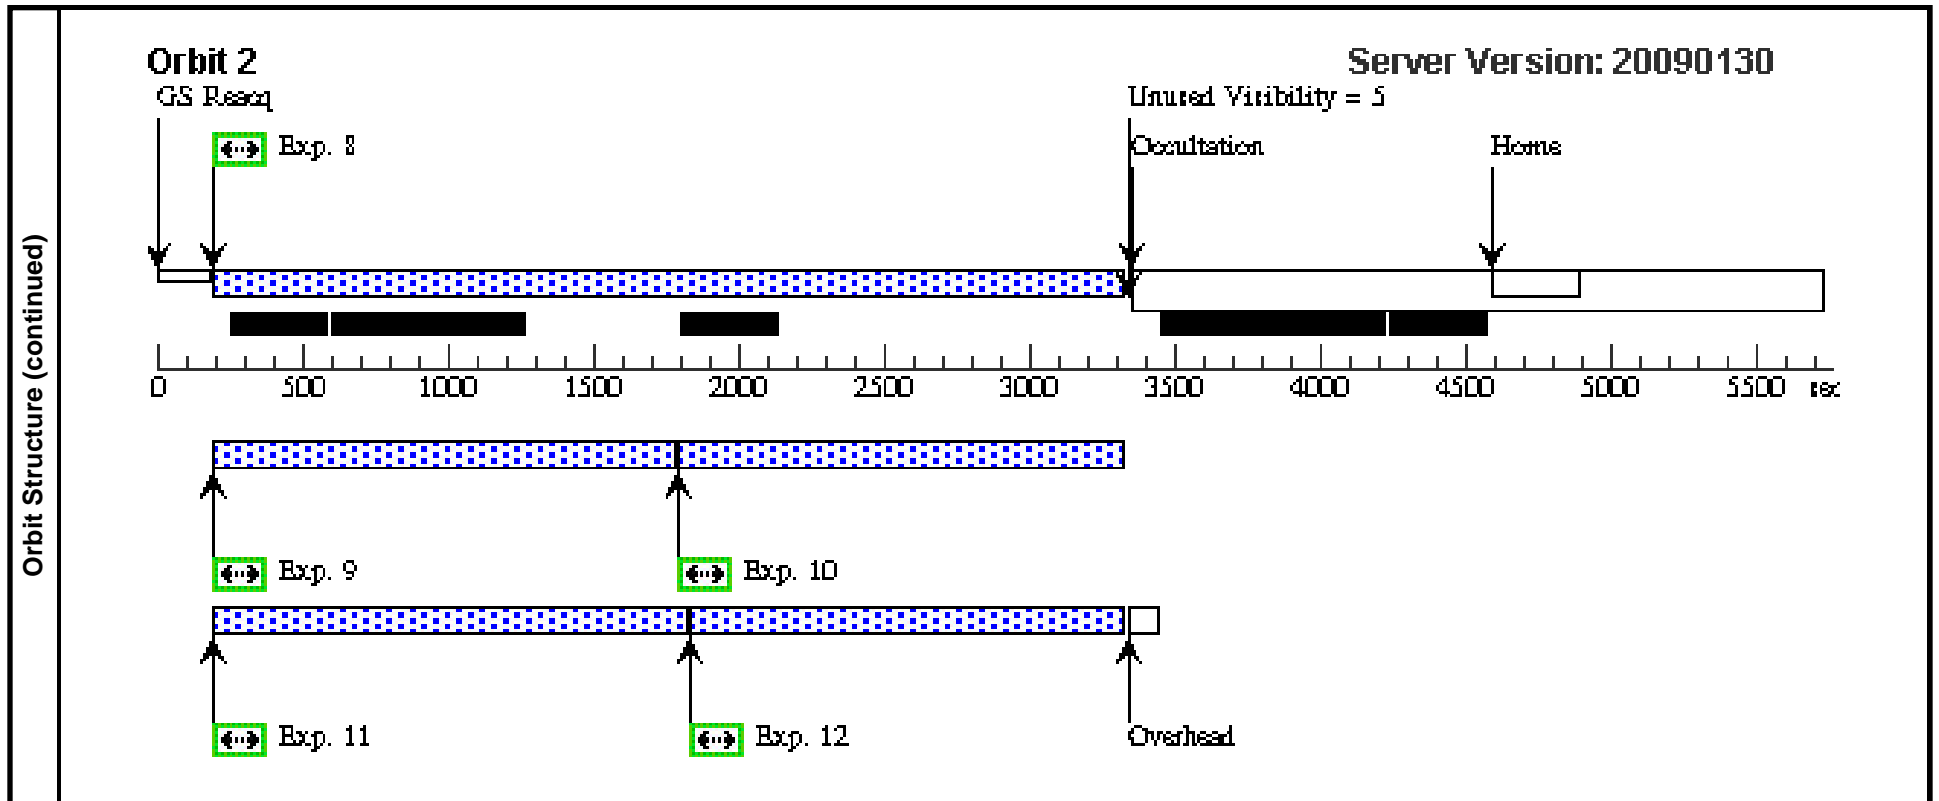 Orbit Structure (continued)
Orbit 2
Server Version: 20090130
GS Reacq
Unused Visibility = 5
Exp. 8
Occultation
Home
0 500 1000 1500 2000 2500 3000 3500 4000 4500 5000 5500 sec
Exp. 9
Exp. 10
Exp. 11
Exp. 12
Overhead